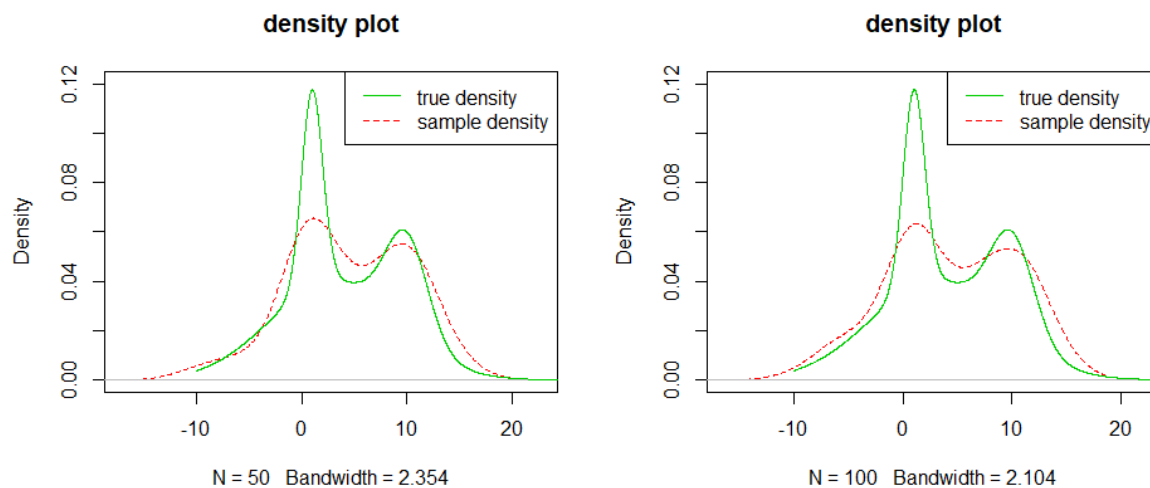 density plot
0.12
0.08
0.04
0.00
Density
true density
sample density
-10 0 10 20
N = 50 Bandwidth = 2.354
density plot
0.12
0.08
0.04
0.00
Density
true density
sample density
-10 0 10 20
N = 100 Bandwidth = 2.104